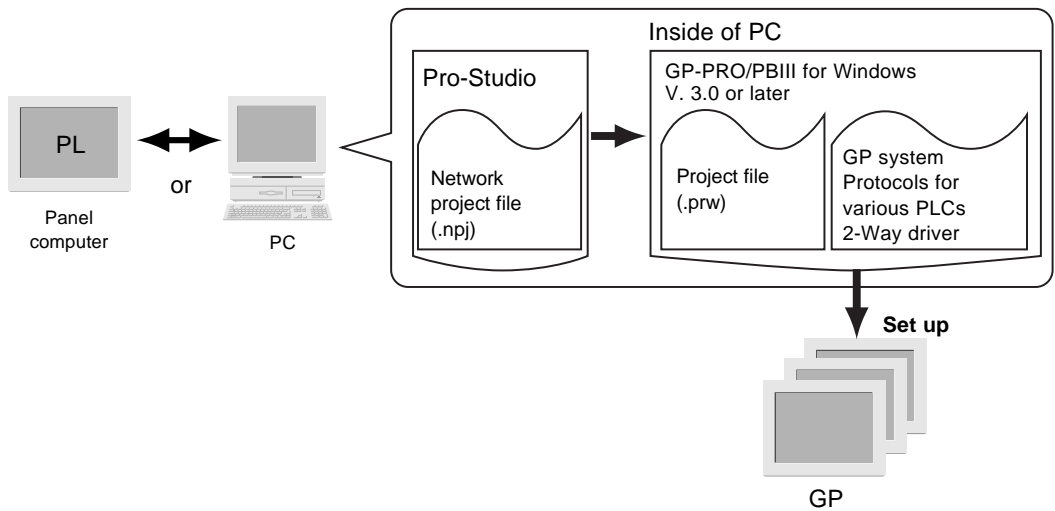 Inside of PC
Pro-Studio
GP-PRO/PBIII for Windows
V. 3.0 or later
PL
or
Panel
computer
PC
Network
project file
(.npj)
Project file
(.prw)
GP system
Protocols for
various PLCs
2-Way driver
Set up
GP